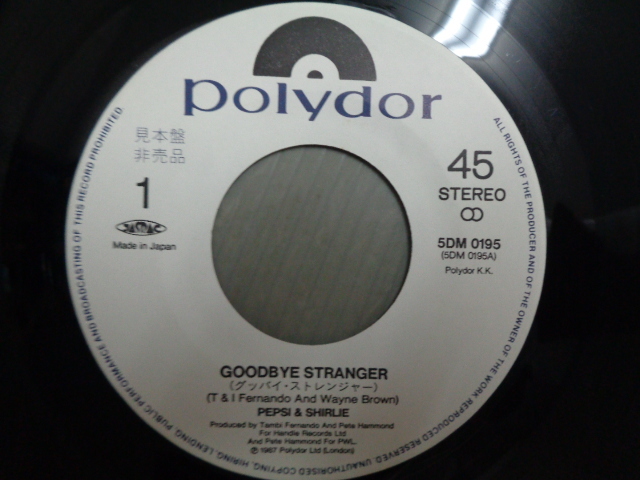 polydor
見本盤
非売品
1
JASRAC
Made in Japan
45
STEREO
5DM 0195
(5DM 0195A)
Polydor K.K.
GOODBYE STRANGER
(グッバイ・ストレンジャー)
(T & I Fernando And Wayne Brown)
PEPSI & SHIRLIE
Produced by Tambi Fernando And Pete Hammond
For Handle Records Ltd
And Pete Hammond For PWL.
Ⓟ 1987 Polydor Ltd (London)
ALL RIGHTS OF THE PRODUCER AND OF THE OWNER OF THE WORK REPRODUCED RESERVED. UNAUTHORISED COPYING, HIRING, LENDING, PUBLIC PERFORMANCE AND BROADCASTING OF THIS RECORD PROHIBITED.